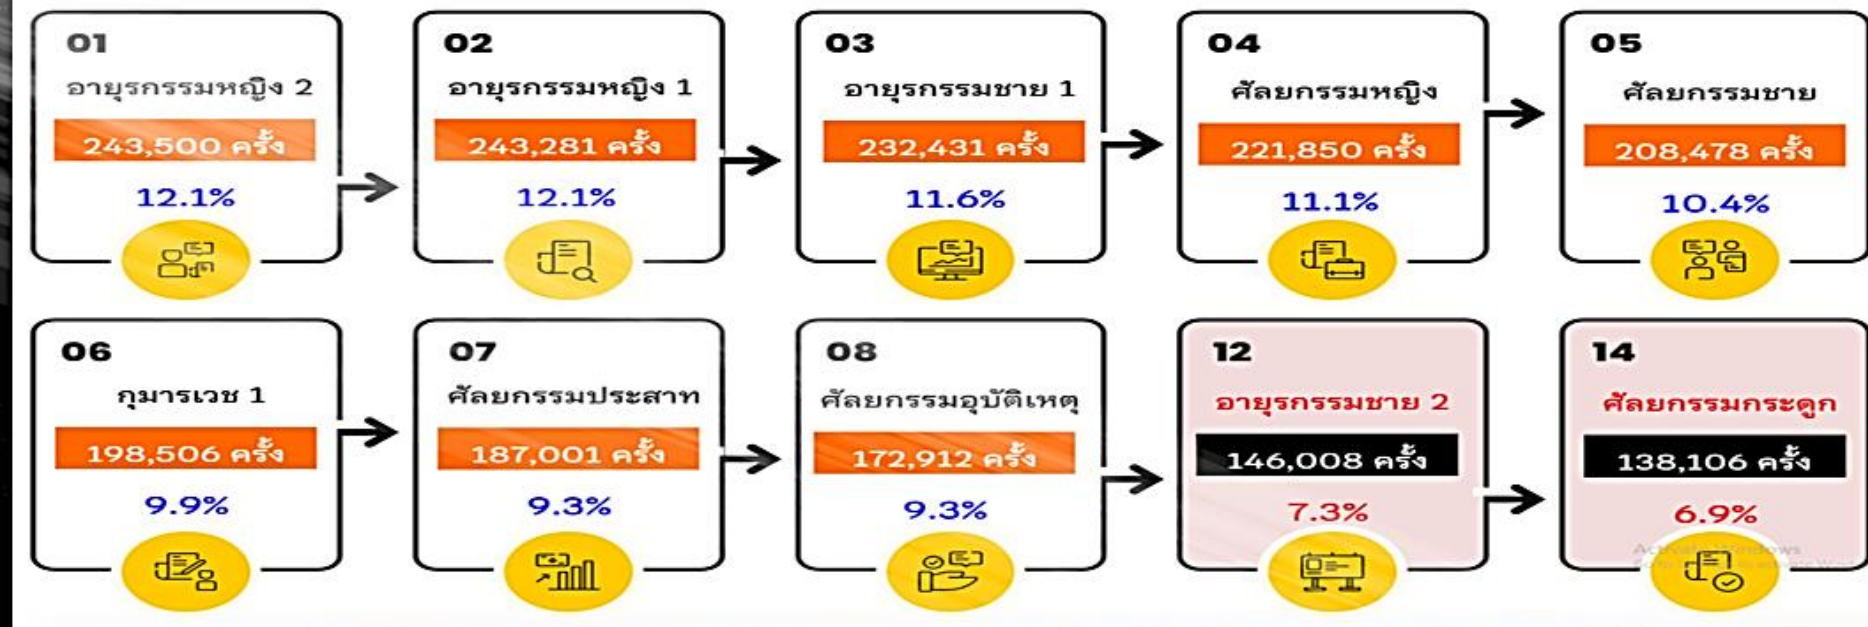 01
อายุรกรรมหญิง 2
243,500 ครั้ง
12.1%
02
อายุรกรรมหญิง 1
243,281 ครั้ง
12.1%
03
อายุรกรรมชาย 1
232,431 ครั้ง
11.6%
04
ศัลยกรรมหญิง
221,850 ครั้ง
11.1%
05
ศัลยกรรมชาย
208,478 ครั้ง
10.4%
06
กุมารเวช 1
198,506 ครั้ง
9.9%
07
ศัลยกรรมประสาท
187,001 ครั้ง
9.3%
08
ศัลยกรรมอุบัติเหตุ
172,912 ครั้ง
9.3%
12
อายุรกรรมชาย 2
146,008 ครั้ง
7.3%
14
ศัลยกรรมกระดูก
138,106 ครั้ง
6.9%
Activate Windows